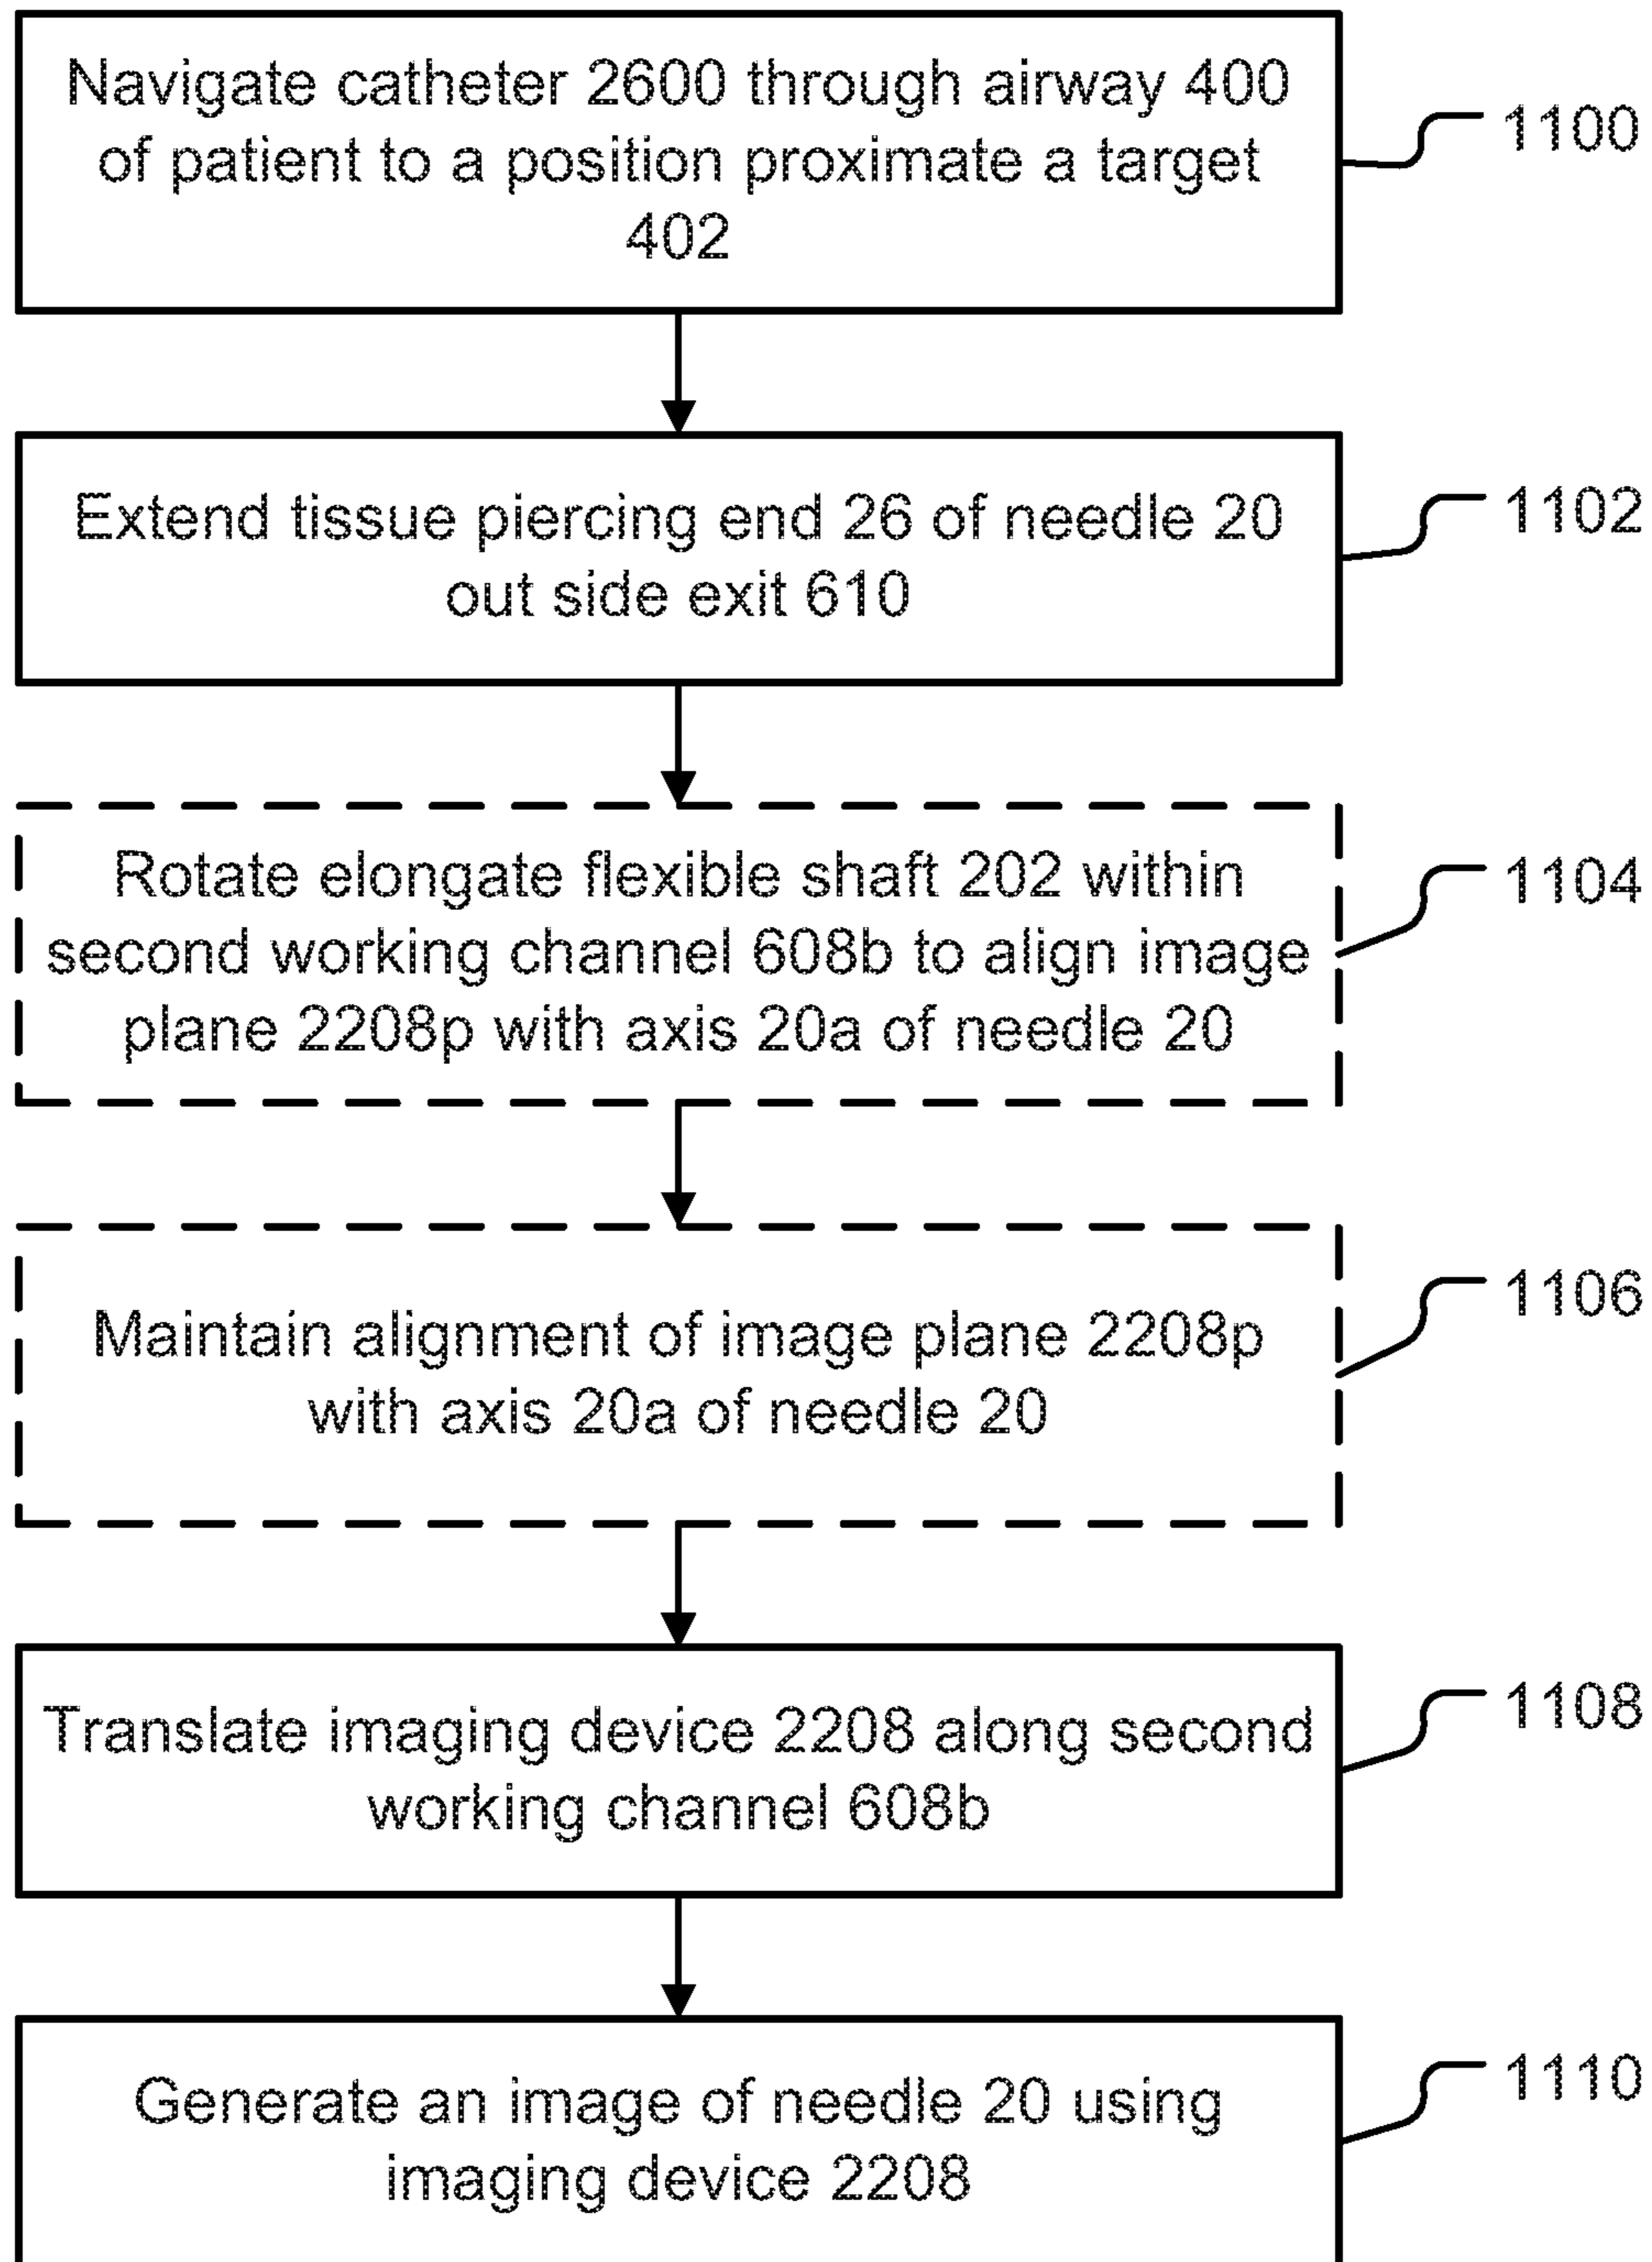 Navigate catheter 2600 through airway 400
of patient to a position proximate a target
402
1100
Extend tissue piercing end 26 of needle 20
out side exit 610
1102
Rotate elongate flexible shaft 202 within
second working channel 608b to align image
plane 2208p with axis 20a of needle 20
1104
Maintain alignment of image plane 2208p
with axis 20a of needle 20
1106
Translate imaging device 2208 along second
working channel 608b
1108
Generate an image of needle 20 using
imaging device 2208
1110